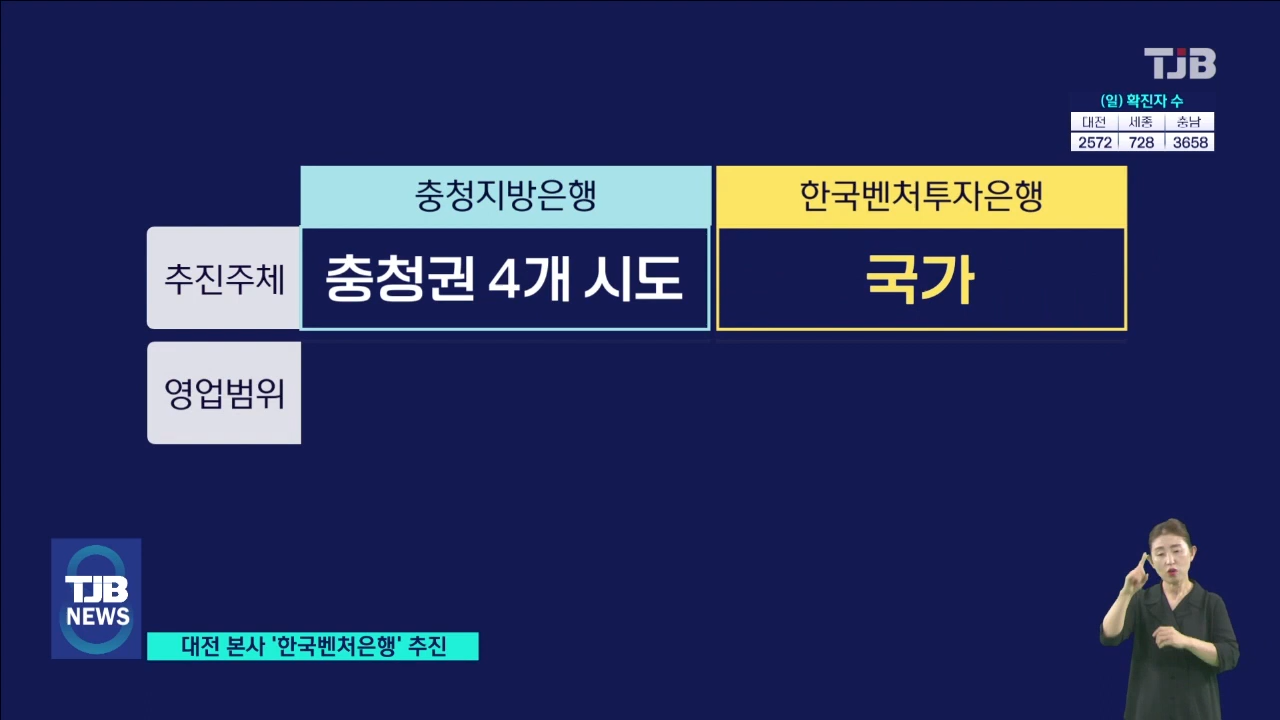 TJB
(일) 확진자 수
대전 세종 충남
2572 728 3658
충청지방은행 한국벤처투자은행
추진주체 충청권 4개 시도 국가
영업범위
TJB
NEWS
대전 본사 '한국벤처은행' 추진